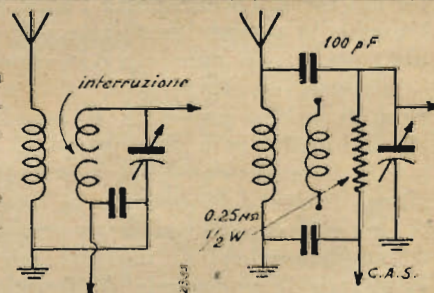 interruzione
100 pF
0.25 MΩ
1/2 W
C.A.S.